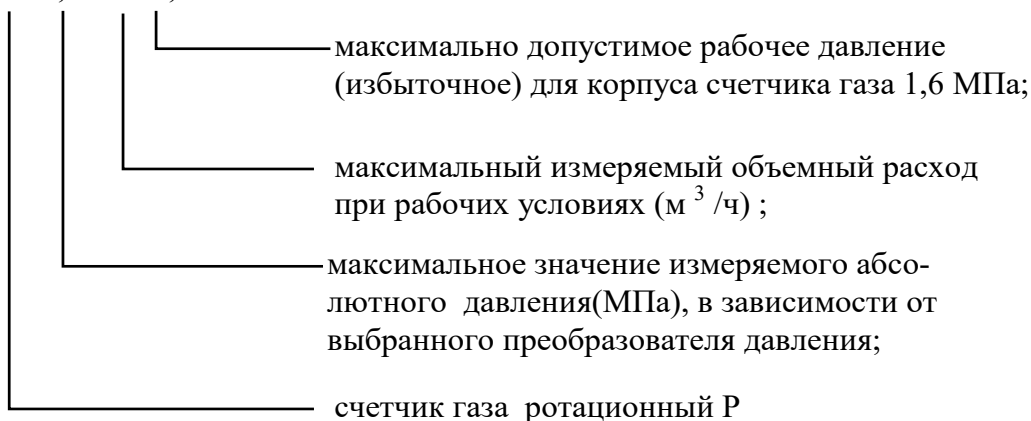 максимально допустимое рабочее давление
(избыточное) для корпуса счетчика газа 1,6 МПа;
максимальный измеряемый объемный расход
при рабочих условиях (м ³ /ч) ;
максимальное значение измеряемого абсо-
лютного давления(МПа), в зависимости от
выбранного преобразователя давления;
счетчик газа ротационный Р